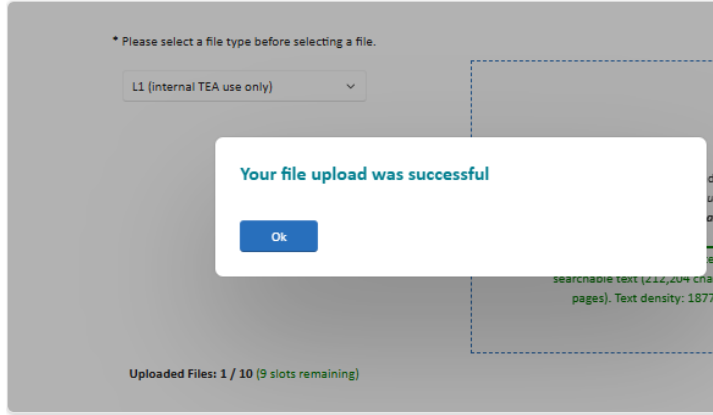 * Please select a file type before selecting a file.
L1 (internal TEA use only)
Your file upload was successful
Ok
searchable text (212,204
pages). Text density: 1877
Uploaded Files: 1 / 10 (9 slots remaining)